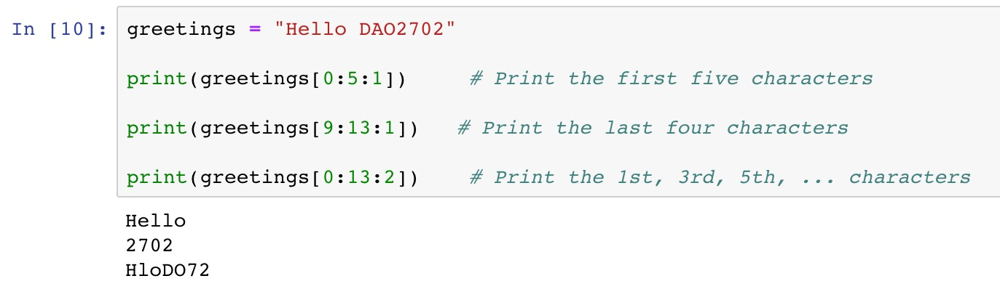 In [10]: greetings = "Hello DAO2702"
print(greetings[0:5:1])     # Print the first five characters
print(greetings[9:13:1])   # Print the last four characters
print(greetings[0:13:2])    # Print the 1st, 3rd, 5th, ... characters
Hello
2702
HloDO72